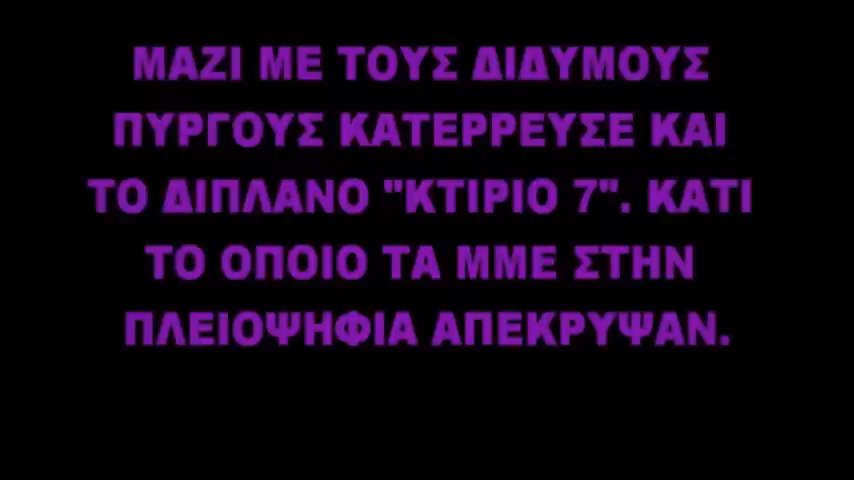 ΜΑΖΙ ΜΕ ΤΟΥΣ ΔΙΔΥΜΟΥΣ
ΠΥΡΓΟΥΣ ΚΑΤΕΡΡΕΥΣΕ ΚΑΙ
ΤΟ ΔΙΠΛΑΝΟ "ΚΤΙΡΙΟ 7". ΚΑΤΙ
ΤΟ ΟΠΟΙΟ ΤΑ ΜΜΕ ΣΤΗΝ
ΠΛΕΙΟΨΗΦΙΑ ΑΠΕΚΡΥΨΑΝ.